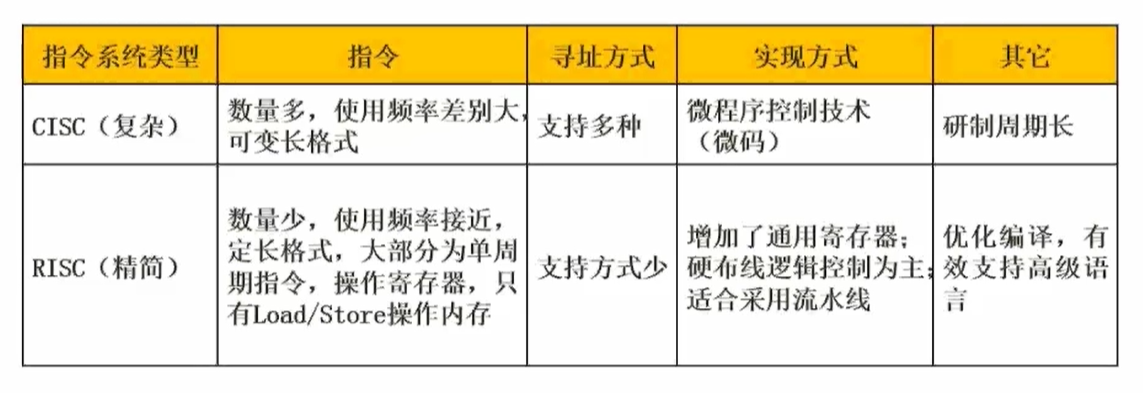 指令系统类型
指令
寻址方式
实现方式
其它
CISC（复杂）
数量多，使用频率差别大，
可变长格式
支持多种
微程序控制技术
（微码）
研制周期长
RISC（精简）
数量少，使用频率接近，
定长格式，大部分为单周
期指令，操作寄存器，只
有Load/Store操作内存
支持方式少
增加了通用寄存器；
硬布线逻辑控制为主；
适合采用流水线
优化编译，有
效支持高级语
言